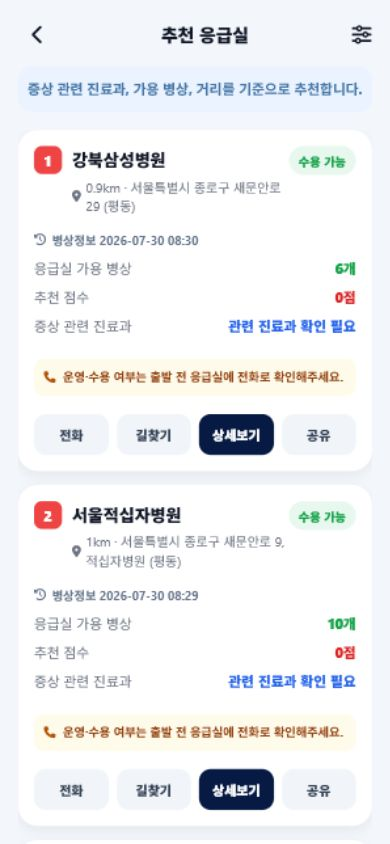 추천 응급실
증상 관련 진료과, 가용 병상, 거리를 기준으로 추천합니다.
1 강북삼성병원 수용 가능
0.9km · 서울특별시 종로구 새문안로
29 (평동)
병상정보 2026-07-30 08:30
응급실 가용 병상 6개
추천 점수 0점
증상 관련 진료과 관련 진료과 확인 필요
운영·수용 여부는 출발 전 응급실에 전화로 확인해주세요.
전화 길찾기 상세보기 공유
2 서울적십자병원 수용 가능
1km · 서울특별시 종로구 새문안로 9,
적십자병원 (평동)
병상정보 2026-07-30 08:29
응급실 가용 병상 10개
추천 점수 0점
증상 관련 진료과 관련 진료과 확인 필요
운영·수용 여부는 출발 전 응급실에 전화로 확인해주세요.
전화 길찾기 상세보기 공유